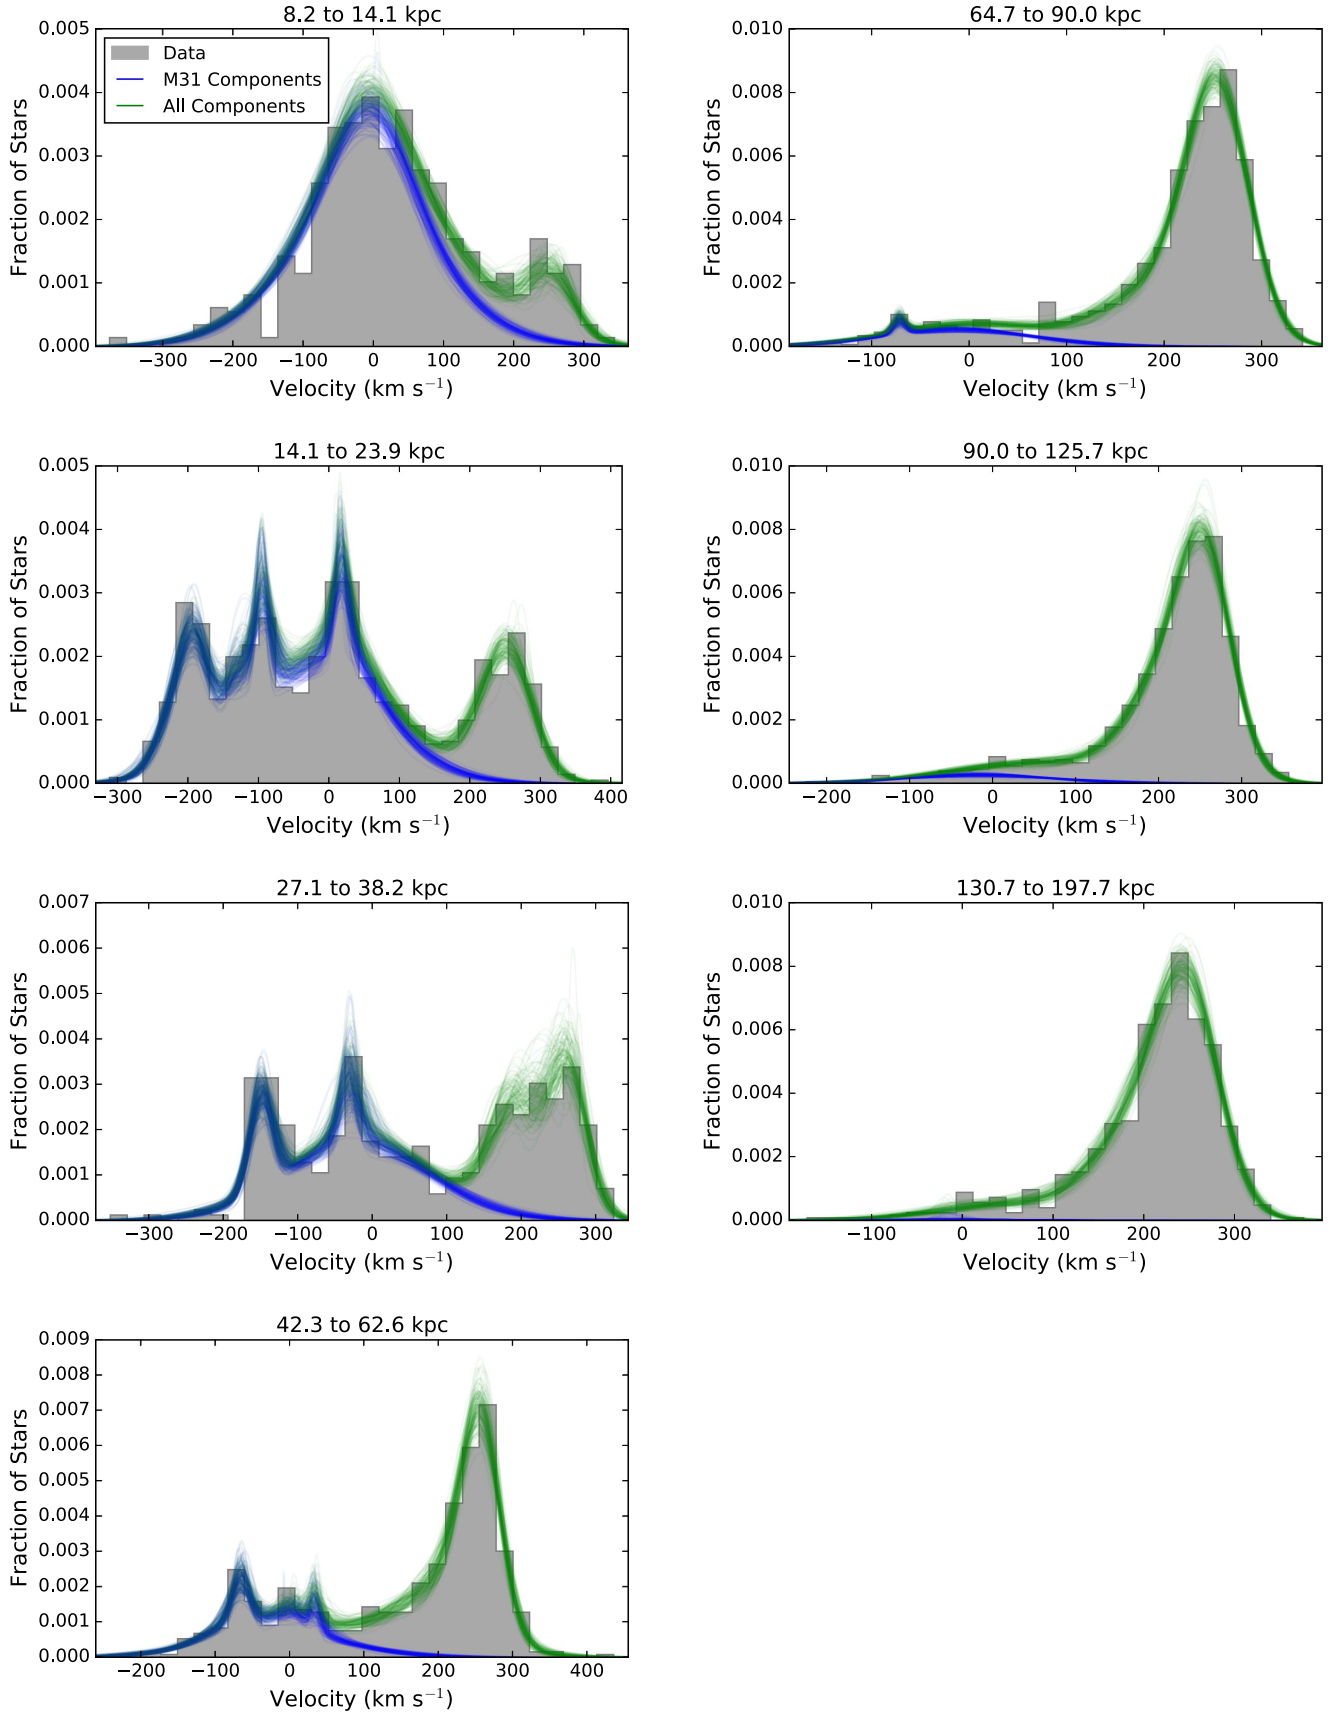 8.2 to 14.1 kpc
0.005
0.004
0.003
0.002
0.001
0.000
Fraction of Stars
Data
M31 Components
All Components
−300 −200 −100 0 100 200 300
Velocity (km s⁻¹)
64.7 to 90.0 kpc
0.010
0.008
0.006
0.004
0.002
0.000
Fraction of Stars
−100 0 100 200 300
Velocity (km s⁻¹)
14.1 to 23.9 kpc
0.005
0.004
0.003
0.002
0.001
0.000
Fraction of Stars
−300 −200 −100 0 100 200 300 400
Velocity (km s⁻¹)
90.0 to 125.7 kpc
0.010
0.008
0.006
0.004
0.002
0.000
Fraction of Stars
−200 −100 0 100 200 300
Velocity (km s⁻¹)
27.1 to 38.2 kpc
0.007
0.006
0.005
0.004
0.003
0.002
0.001
0.000
Fraction of Stars
−300 −200 −100 0 100 200 300
Velocity (km s⁻¹)
130.7 to 197.7 kpc
0.010
0.008
0.006
0.004
0.002
0.000
Fraction of Stars
−100 0 100 200 300
Velocity (km s⁻¹)
42.3 to 62.6 kpc
0.009
0.008
0.007
0.006
0.005
0.004
0.003
0.002
0.001
0.000
Fraction of Stars
−200 −100 0 100 200 300 400
Velocity (km s⁻¹)